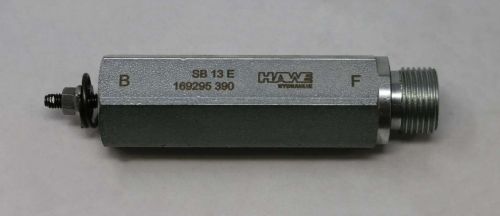 B
SB 13 E
169295 390
HAWE
HYDRAULIK
F